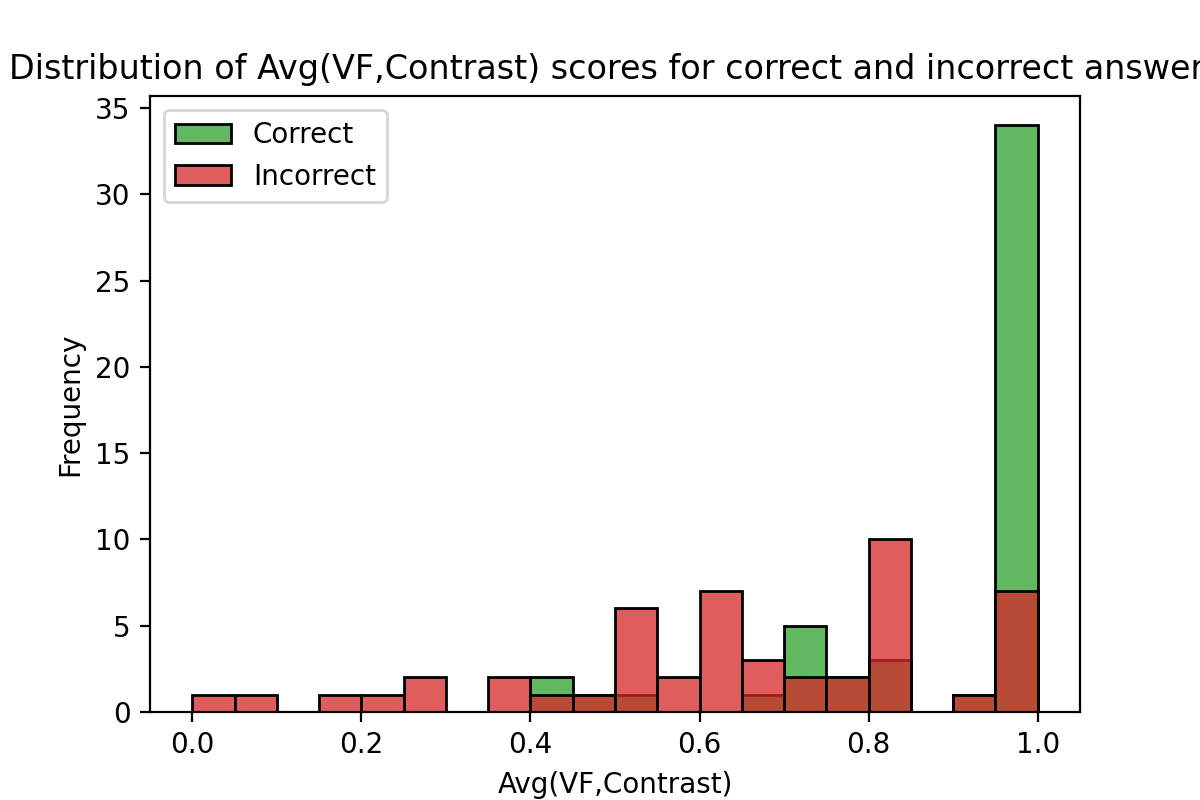 Distribution of Avg(VF,Contrast) scores for correct and incorrect answer
Correct
Incorrect
Frequency
35
30
25
20
15
10
5
0
0.0 0.2 0.4 0.6 0.8 1.0
Avg(VF,Contrast)